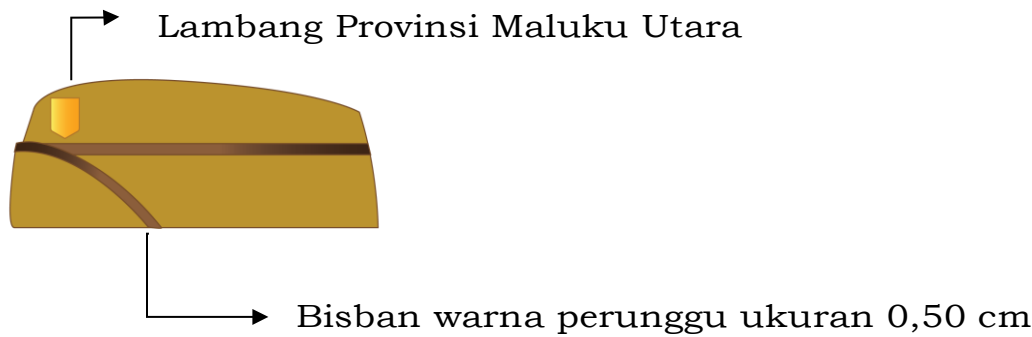 Lambang Provinsi Maluku Utara
Bisban warna perunggu ukuran 0,50 cm